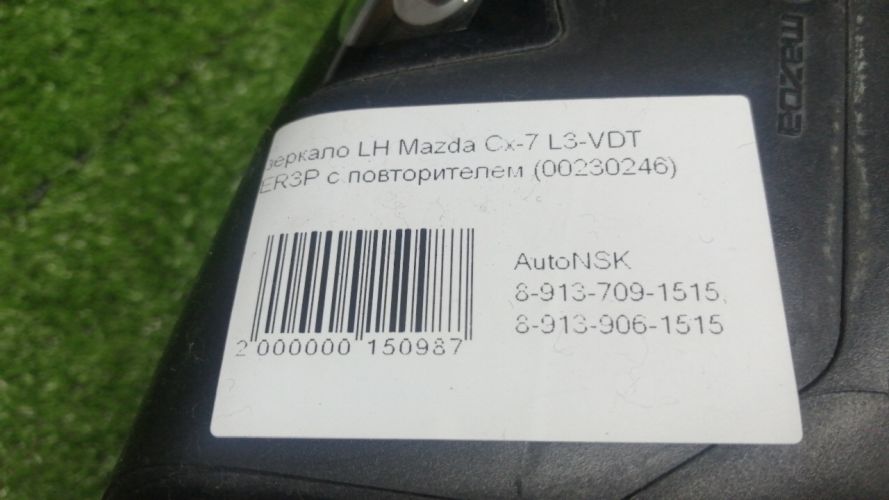 mazda
зеркало LH Mazda Cx-7 L3-VDT
ER3P с повторителем (00230246)
AutoNSK
8-913-709-1515,
8-913-906-1515
2 000000 150987